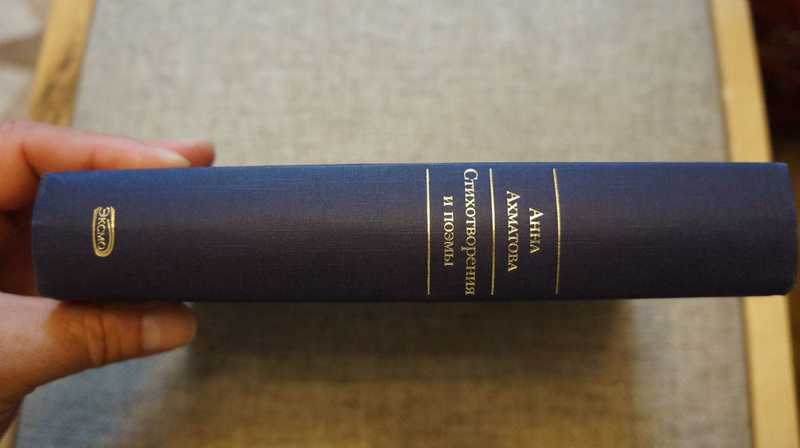 Анна
Ахматова
Стихотворения
и поэмы
ЭКСМО